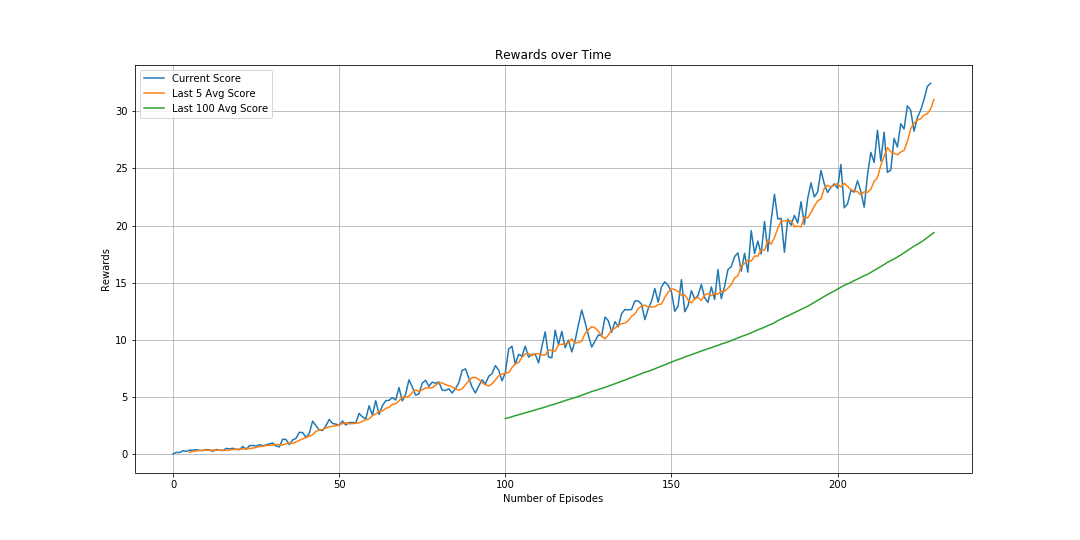 Rewards over Time
Current Score
Last 5 Avg Score
Last 100 Avg Score
30
25
20
15
10
5
0
Rewards
0 50 100 150 200
Number of Episodes